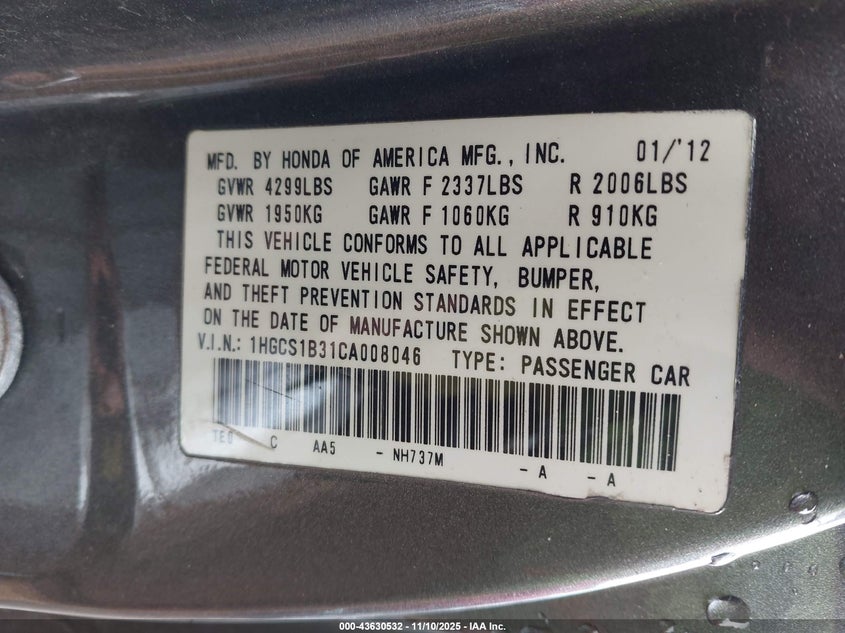 MFD. BY HONDA OF AMERICA MFG., INC. 01/'12
GVWR 4299LBS GAWR F 2337LBS R 2006LBS
GVWR 1950KG GAWR F 1060KG R 910KG
THIS VEHICLE CONFORMS TO ALL APPLICABLE
FEDERAL MOTOR VEHICLE SAFETY, BUMPER,
AND THEFT PREVENTION STANDARDS IN EFFECT
ON THE DATE OF MANUFACTURE SHOWN ABOVE.
V.I.N.: 1HGCS1B31CA008046 TYPE: PASSENGER CAR
TE0 C AA5 - NH737M - A - A
000-43630532 — 11/10/2025 - IAA Inc.